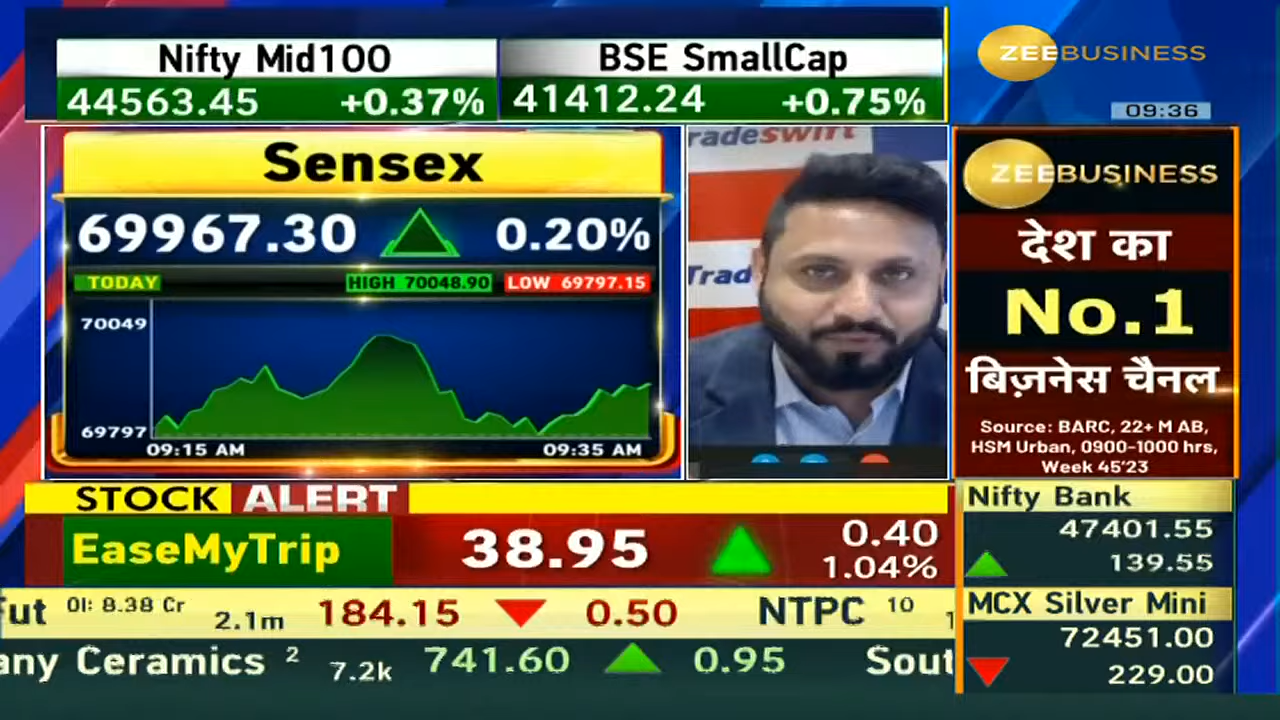 Nifty Mid100
44563.45 +0.37%
BSE SmallCap
41412.24 +0.75%
ZEEBUSINESS
09:36
Sensex
69967.30 0.20%
TODAY HIGH 70048.90 LOW 69797.15
70049
69797
09:15 AM 09:35 AM
radeswift
Trad
ZEEBUSINESS
देश का
No.1
बिज़नेस चैनल
Source: BARC, 22+ M AB,
HSM Urban, 0900-1000 hrs,
Week 45'23
STOCK ALERT
EaseMyTrip 38.95 0.40
1.04%
Nifty Bank
47401.55
139.55
MCX Silver Mini
72451.00
229.00
Fut OI: 8.38 Cr 2.1m 184.15 0.50 NTPC 10 1
any Ceramics 2 7.2k 741.60 0.95 Sout